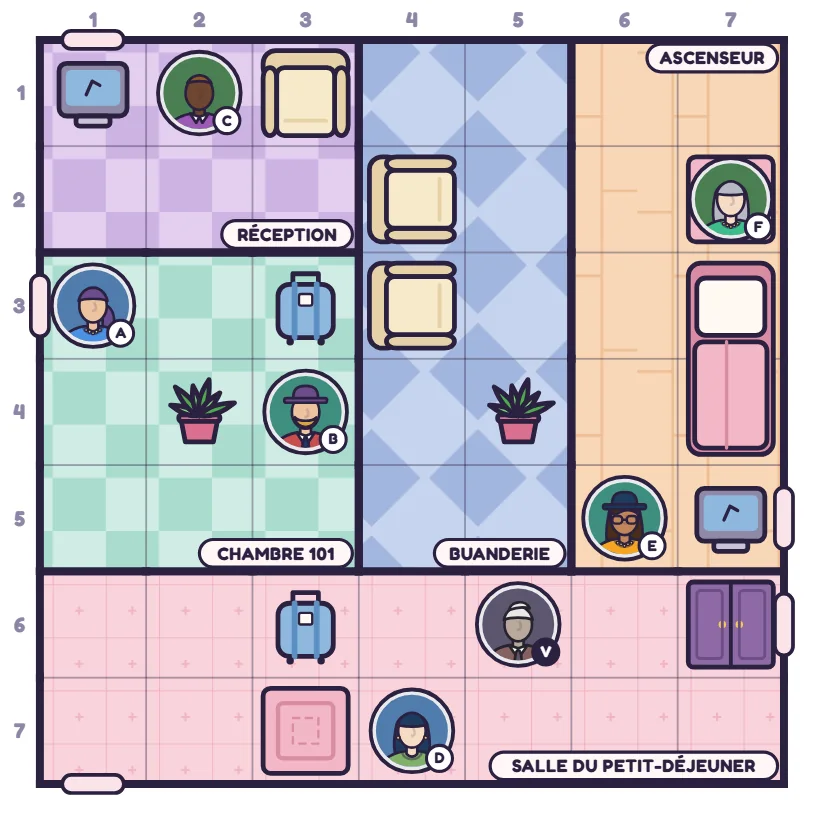 1 2 3 4 5 6 7
ASCENSEUR
1
C
2
F
RÉCEPTION
3
A
4
B
5
E
CHAMBRE 101
BUANDERIE
6
V
7
D
SALLE DU PETIT-DÉJEUNER